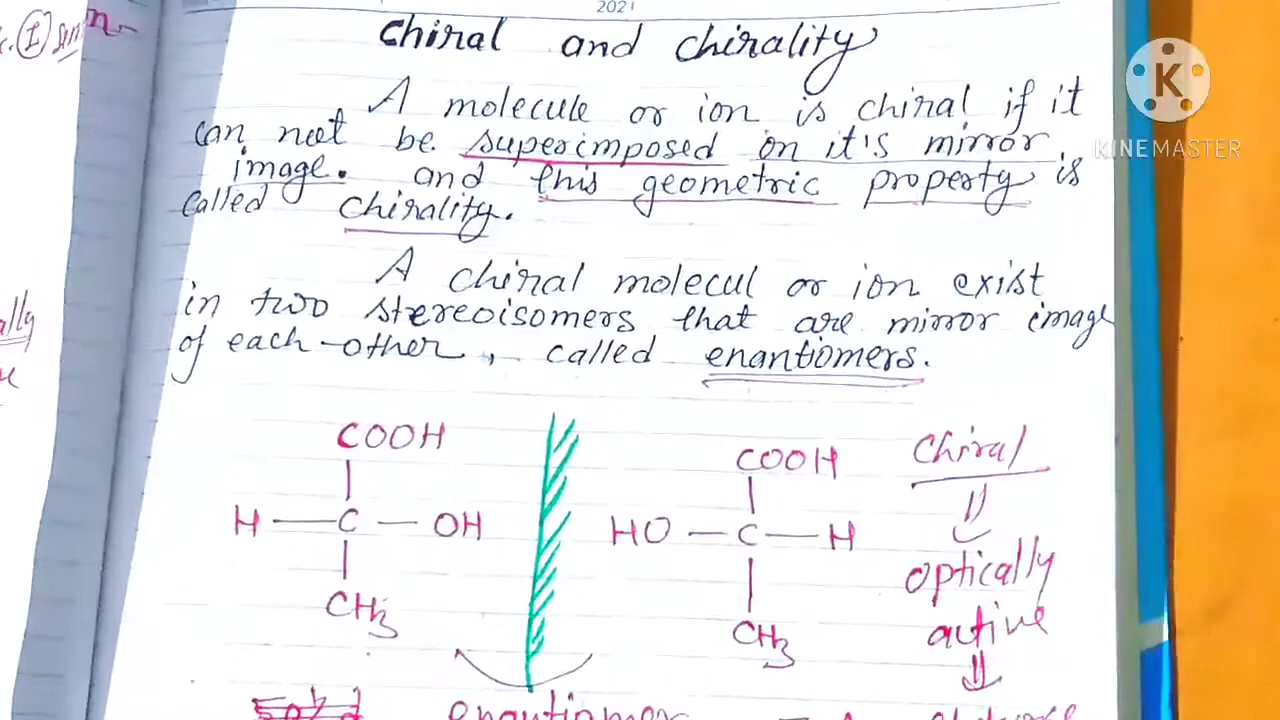 2021
n-
I
Chiral and chirality
K
KINEMASTER
A molecule or ion is chiral if it
can not be superimposed on it's mirror
image. and this geometric property is
called chirality.
A chiral molecul or ion exist
in two stereoisomers that are mirror image
of each-other, called enantiomers.
COOH
H — C — OH
CH3
COOH
HO — C — H
CH3
Chiral
⇓
optically
active
⇓
enantiomer